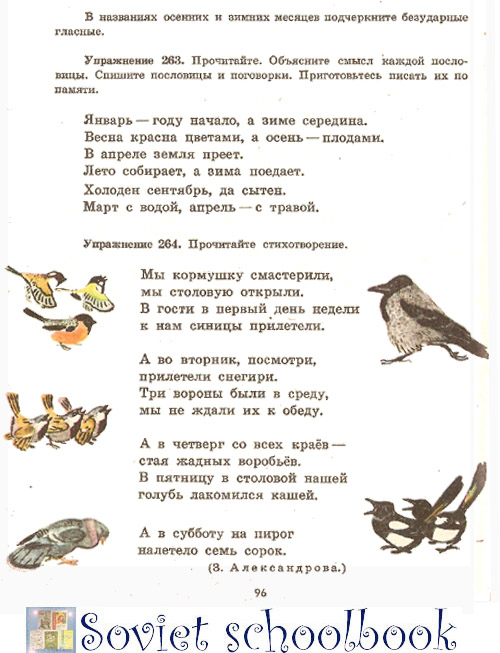 В названиях осенних и зимних месяцев подчеркните безударные
гласные.
Упражнение 263. Прочитайте. Объясните смысл каждой посло-
вицы. Спишите пословицы и поговорки. Приготовьтесь писать их по
памяти.
Январь — году начало, а зиме середина.
Весна красна цветами, а осень — плодами.
В апреле земля преет.
Лето собирает, а зима поедает.
Холоден сентябрь, да сытен.
Март с водой, апрель — с травой.
Упражнение 264. Прочитайте стихотворение.
Мы кормушку смастерили,
мы столовую открыли.
В гости в первый день недели
к нам синицы прилетели.
А во вторник, посмотри,
прилетели снегири.
Три вороны были в среду,
мы не ждали их к обеду.
А в четверг со всех краёв —
стая жадных воробьёв.
В пятницу в столовой нашей
голубь лакомился кашей.
А в субботу на пирог
налетело семь сорок.
(З. Александрова.)
96
Soviet schoolbook